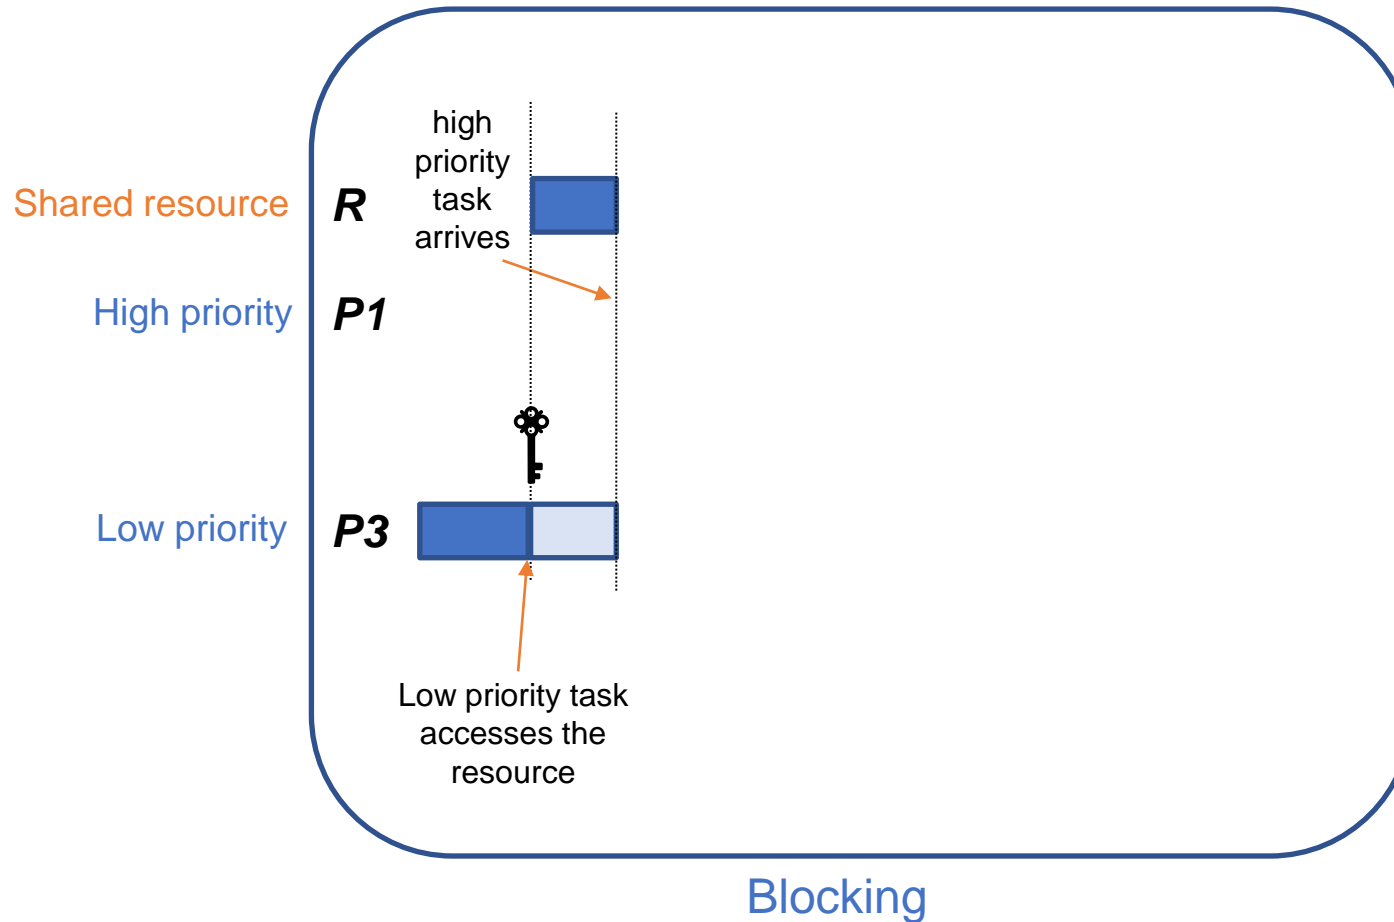 high
priority
task
arrives
Shared resource R
High priority P1
Low priority P3
Low priority task
accesses the
resource
Blocking